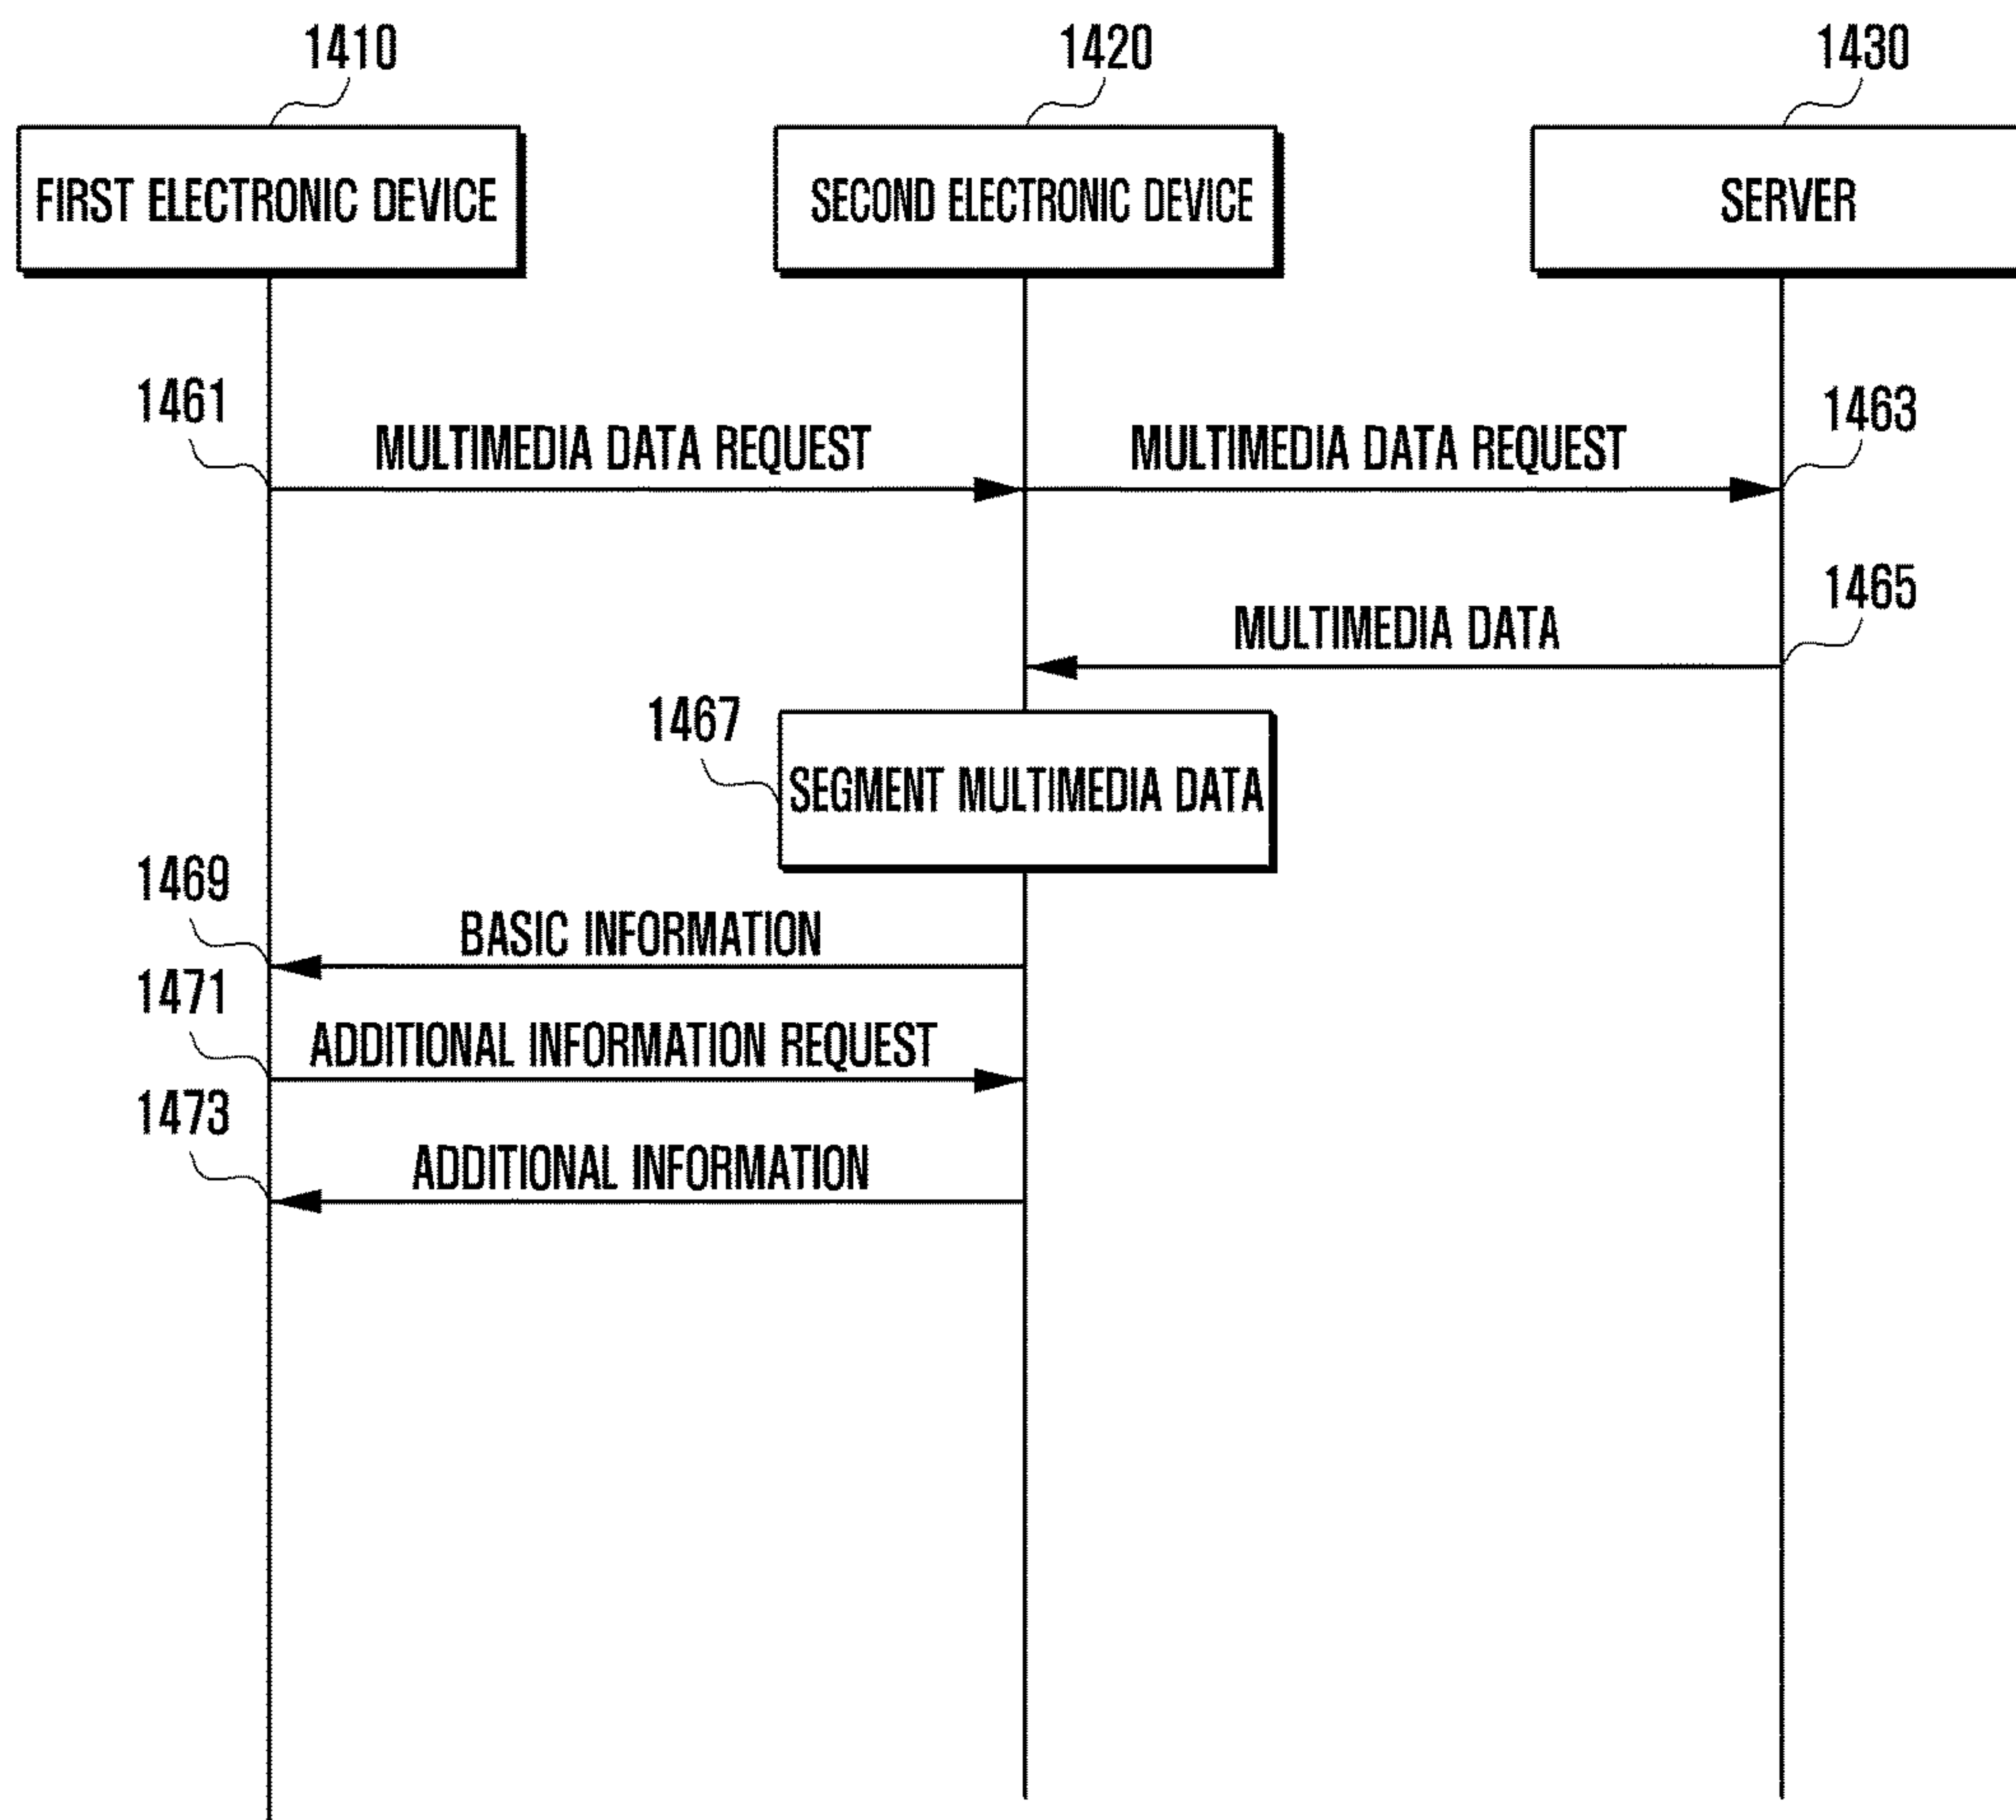 1410
1420
1430
FIRST ELECTRONIC DEVICE
SECOND ELECTRONIC DEVICE
SERVER
1461
MULTIMEDIA DATA REQUEST
MULTIMEDIA DATA REQUEST
1463
MULTIMEDIA DATA
1465
1467
SEGMENT MULTIMEDIA DATA
1469
BASIC INFORMATION
1471
ADDITIONAL INFORMATION REQUEST
1473
ADDITIONAL INFORMATION